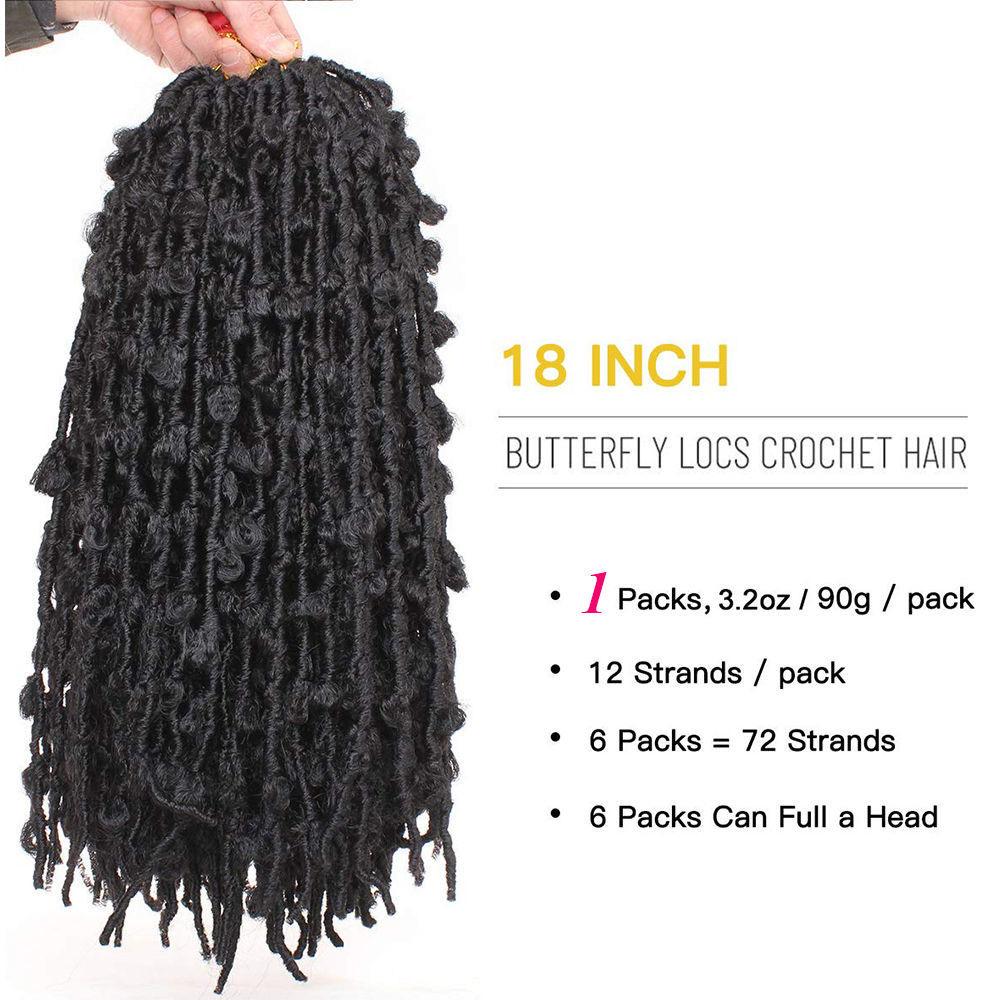 18 INCH
BUTTERFLY LOCS CROCHET HAIR
• 1 Packs, 3.2oz / 90g / pack
• 12 Strands / pack
• 6 Packs = 72 Strands
• 6 Packs Can Full a Head